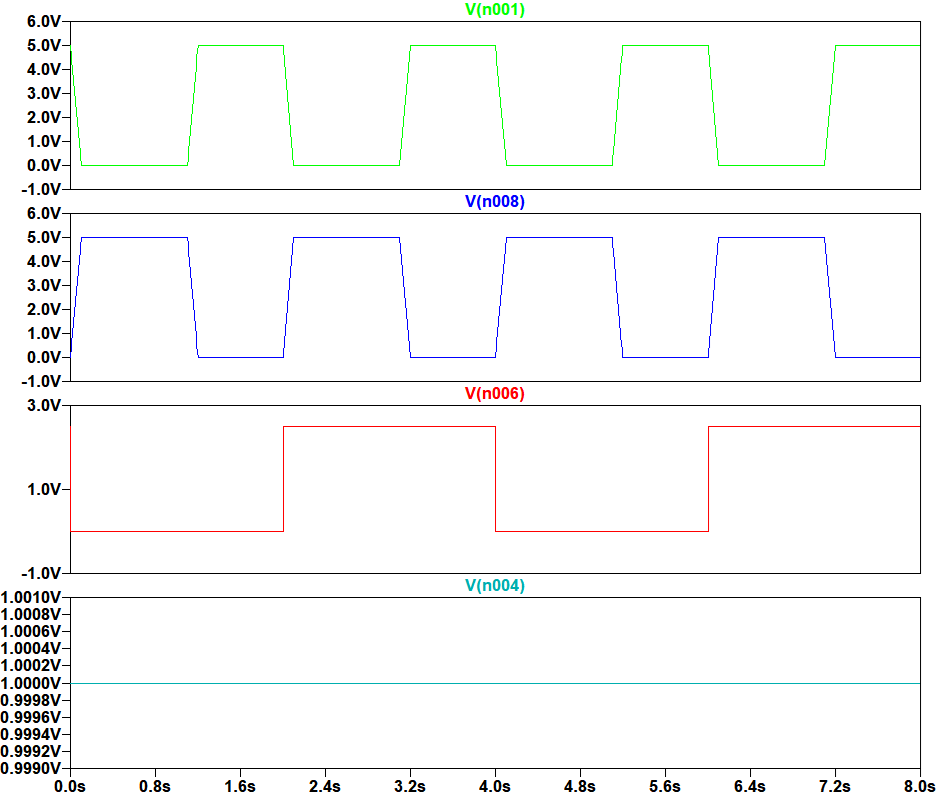 V(n001)
6.0V
5.0V
4.0V
3.0V
2.0V
1.0V
0.0V
-1.0V
V(n008)
6.0V
5.0V
4.0V
3.0V
2.0V
1.0V
0.0V
-1.0V
V(n006)
3.0V
1.0V
-1.0V
V(n004)
1.0010V
1.0008V
1.0006V
1.0004V
1.0002V
1.0000V
0.9998V
0.9996V
0.9994V
0.9992V
0.9990V
0.0s 0.8s 1.6s 2.4s 3.2s 4.0s 4.8s 5.6s 6.4s 7.2s 8.0s